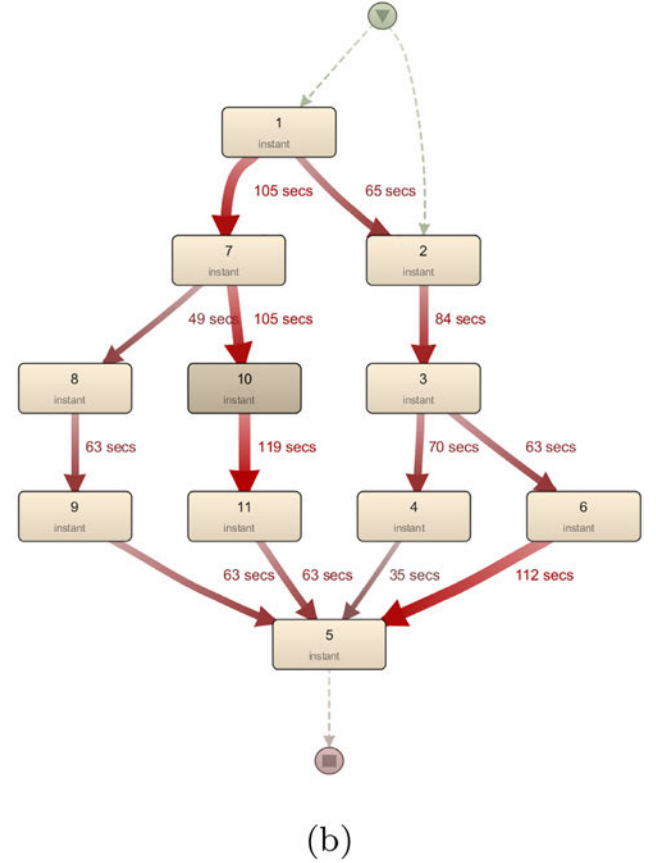 1
instant
105 secs
65 secs
7
instant
2
instant
49 secs
105 secs
84 secs
8
instant
10
instant
3
instant
63 secs
119 secs
70 secs
63 secs
9
instant
11
instant
4
instant
6
instant
63 secs
63 secs
35 secs
112 secs
5
instant
(b)